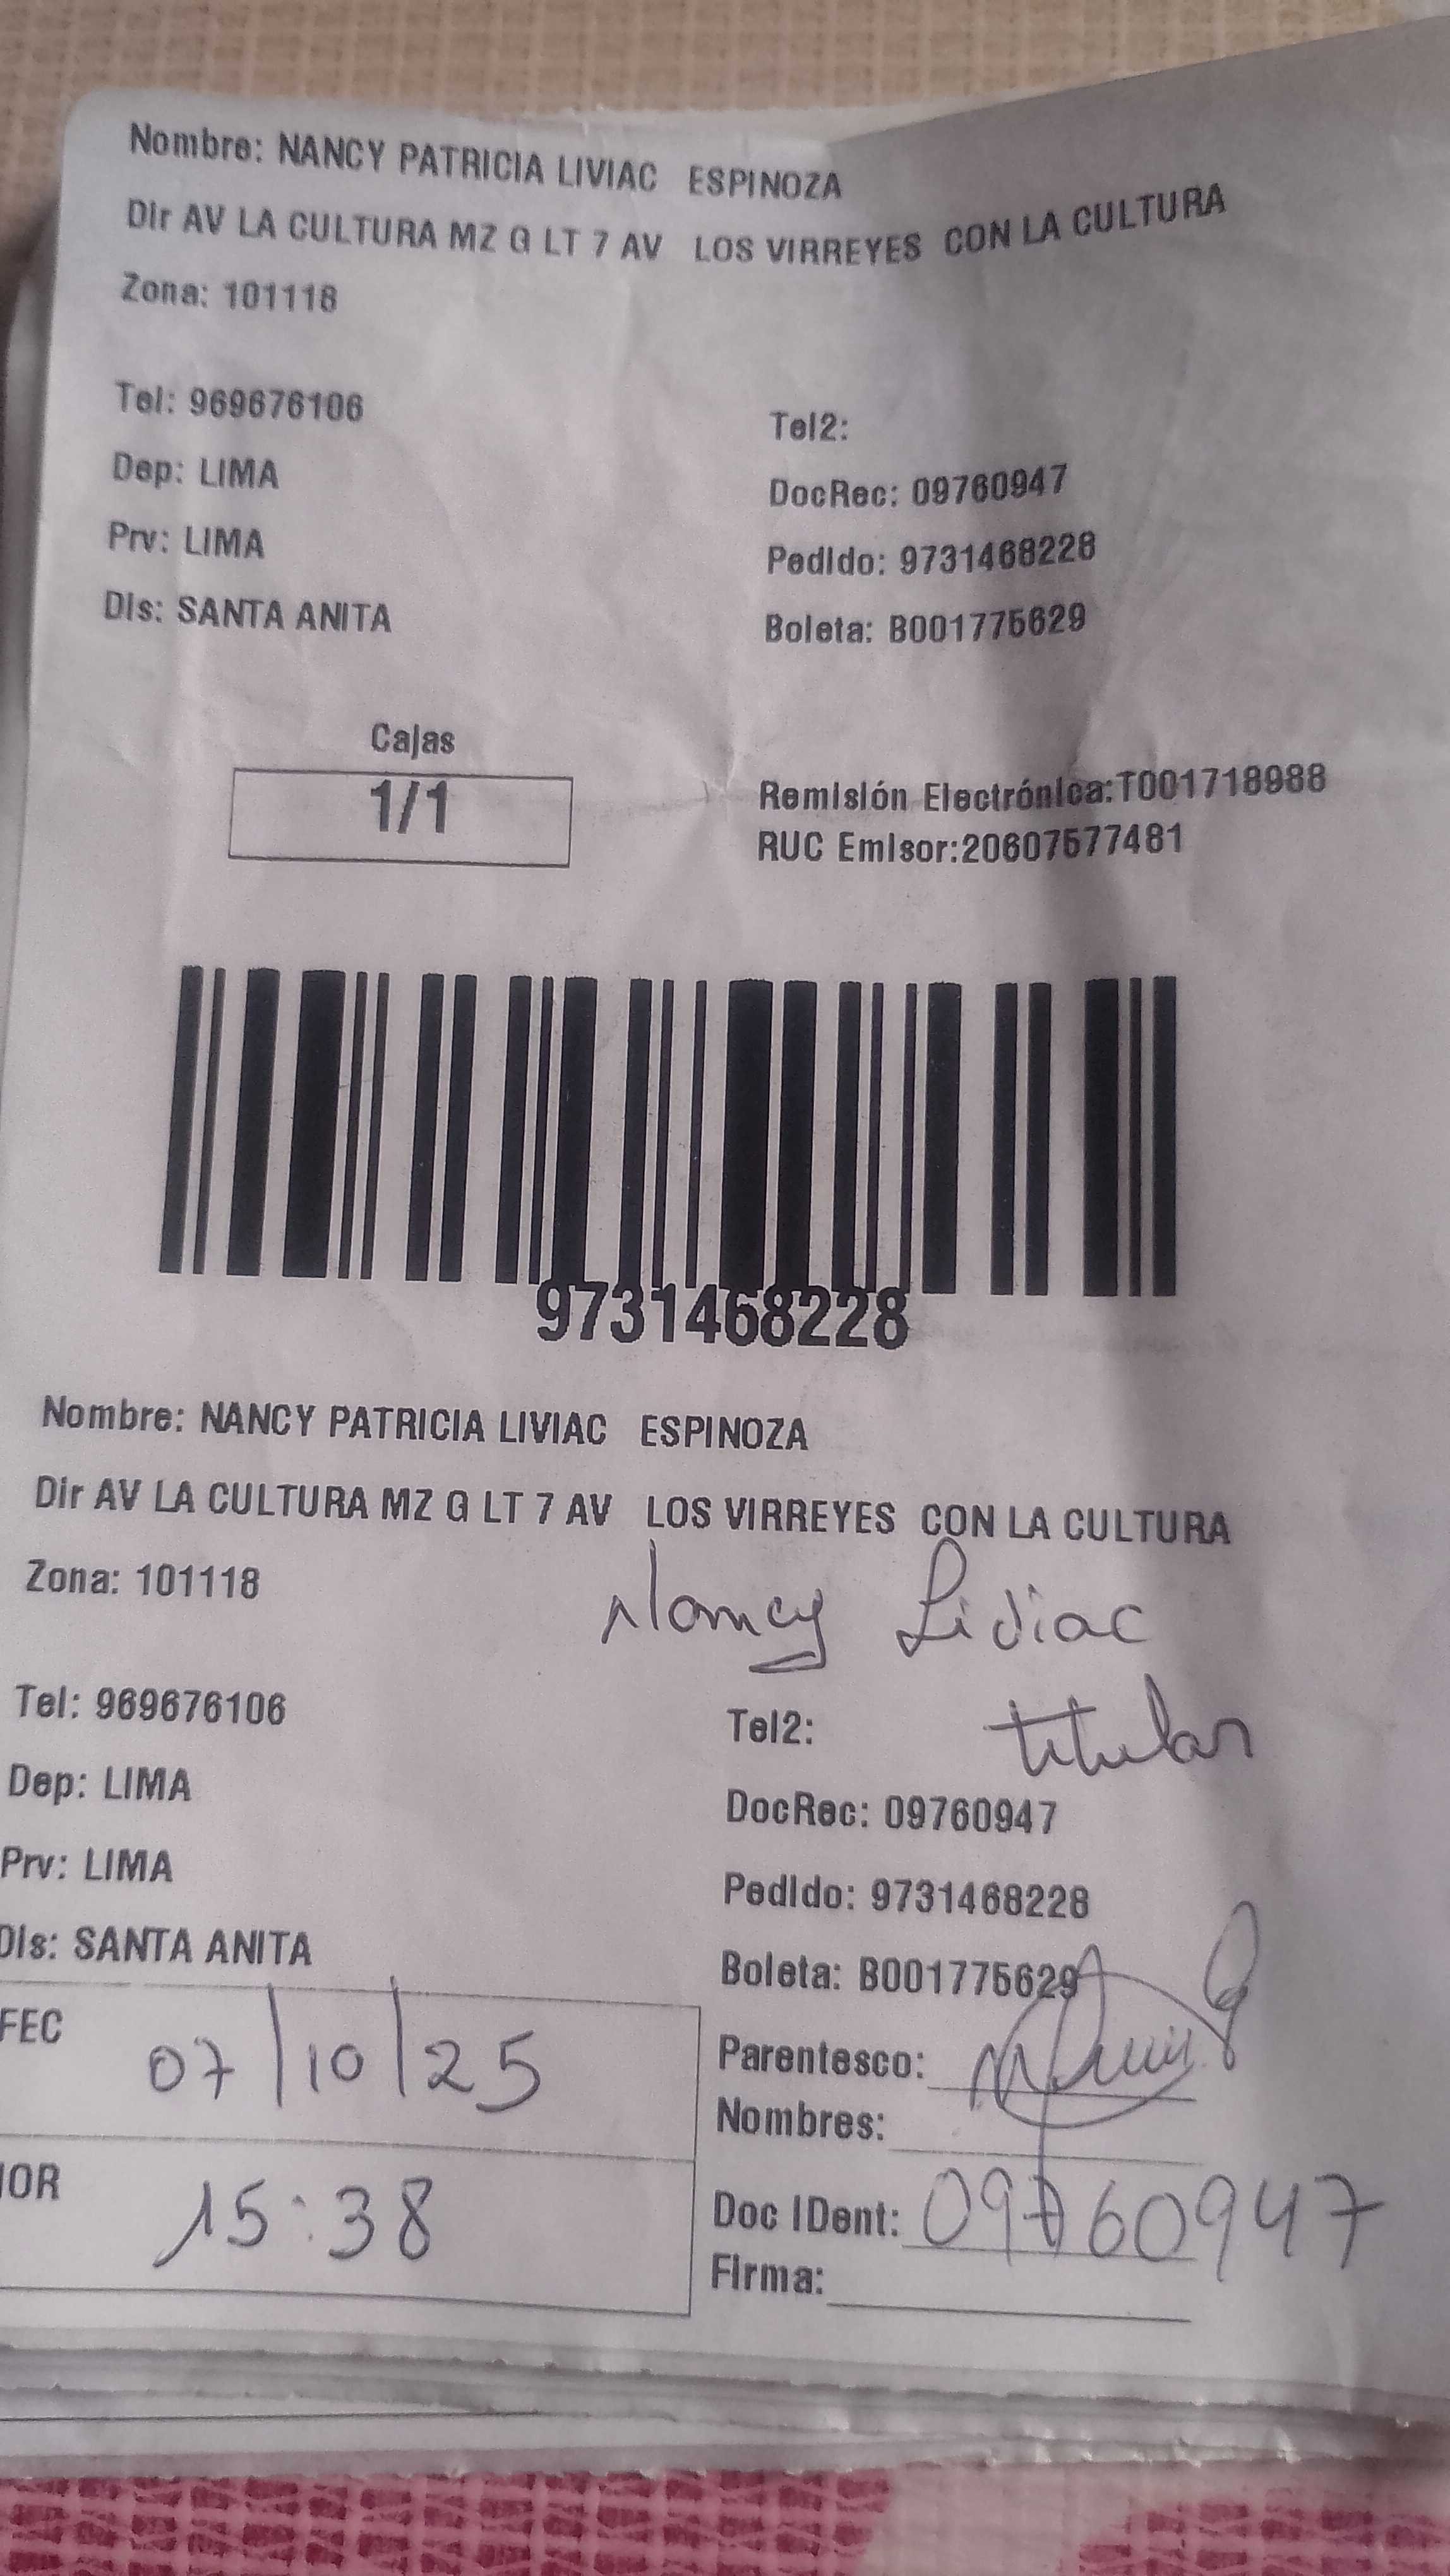 Nombre: NANCY PATRICIA LIVIAC ESPINOZA
Dir AV LA CULTURA MZ G LT 7 AV LOS VIRREYES CON LA CULTURA
Zona: 101118
Tel: 969676106
Tel2:
Dep: LIMA
DocRec: 09760947
Prv: LIMA
Pedido: 9731468228
Dis: SANTA ANITA
Boleta: B001775629
Cajas
1/1
Remisión Electrónica:T001718988
RUC Emisor:20607577481
9731468228
Nombre: NANCY PATRICIA LIVIAC ESPINOZA
Dir AV LA CULTURA MZ G LT 7 AV LOS VIRREYES CON LA CULTURA
Zona: 101118
Nancy Liviac
Tel: 969676106
Tel2:
titular
Dep: LIMA
DocRec: 09760947
Prv: LIMA
Pedido: 9731468228
Dis: SANTA ANITA
Boleta: B001775629
FEC 07/10/25
Parentesco:
Nombres:
HOR 15:38
Doc IDent: 09760947
Firma: